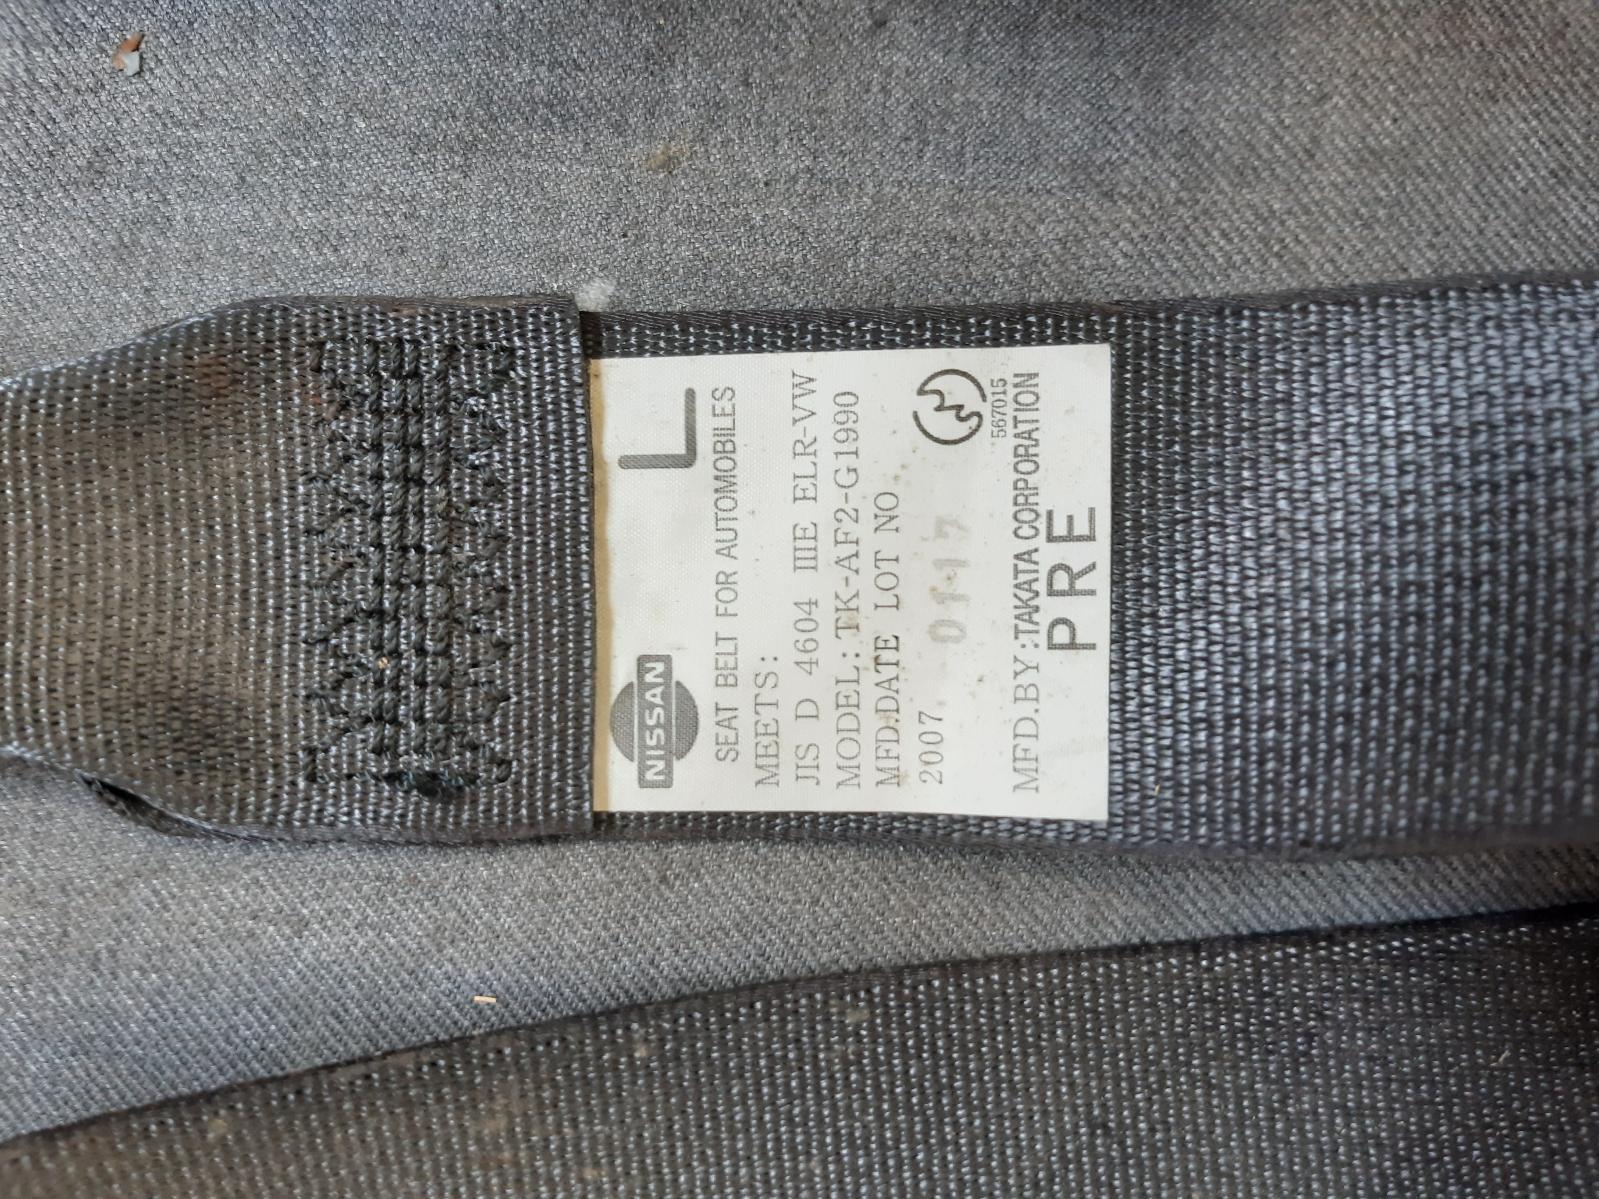 NISSAN L
SEAT BELT FOR AUTOMOBILES
MEETS:
JIS D 4604 IIIE ELR-VW
MODEL:TK-AF2-G1990
MFD.DATE LOT NO
2007 0117
567015
MFD.BY:TAKATA CORPORATION
PRE